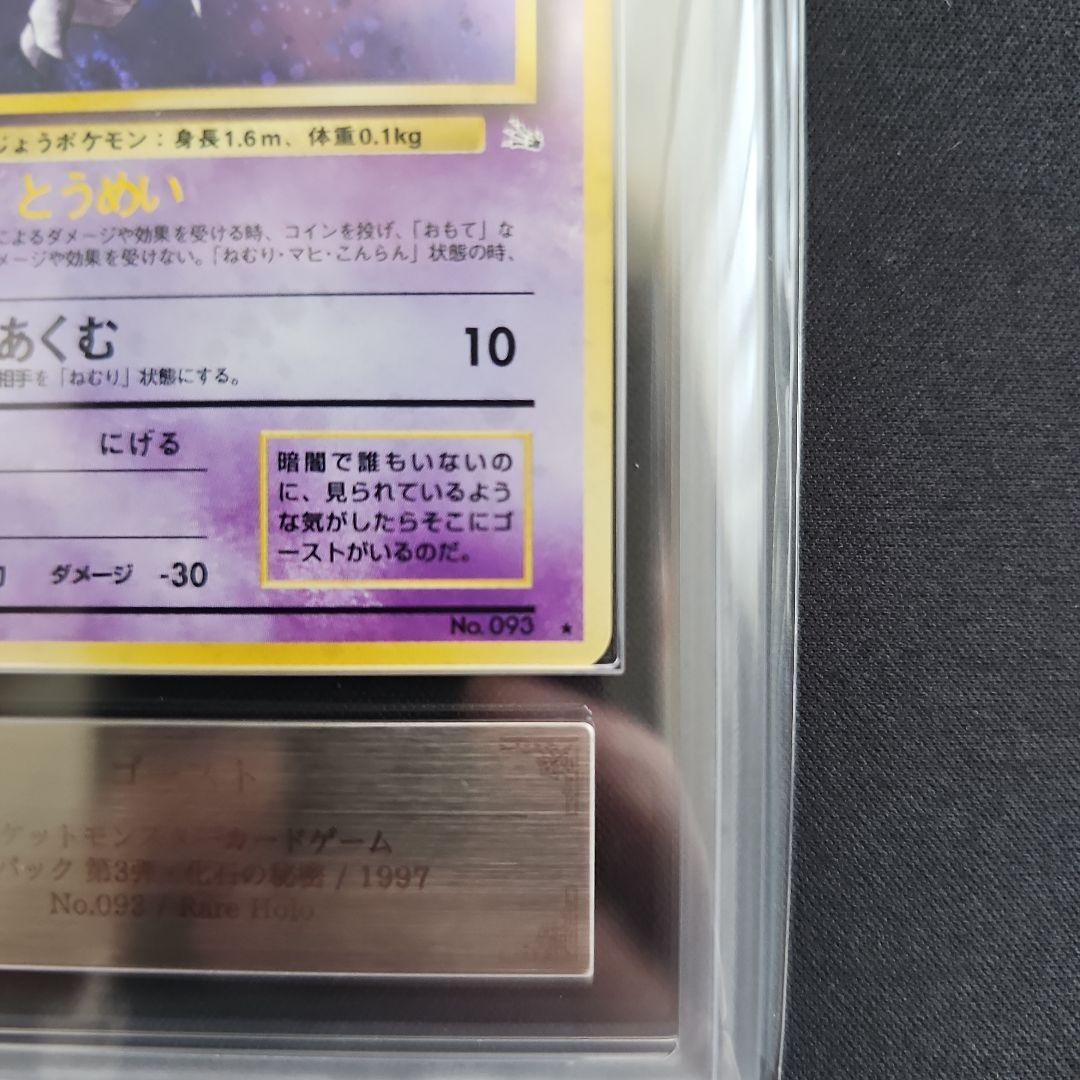 じょうポケモン：身長1.6m、体重0.1kg
とうめい
によるダメージや効果を受ける時、コインを投げ、「おもて」な
メージや効果を受けない。「ねむり・マヒ・こんらん」状態の時、
あくむ 10
相手を「ねむり」状態にする。
にげる
ダメージ -30
暗闇で誰もいないの
に、見られているよう
な気がしたらそこにゴ
ーストがいるのだ。
No. 093 ★
ゴースト
ケットモンスターカードゲーム
パック 第3弾・化石の秘密 / 1997
No.093 / Rare Holo